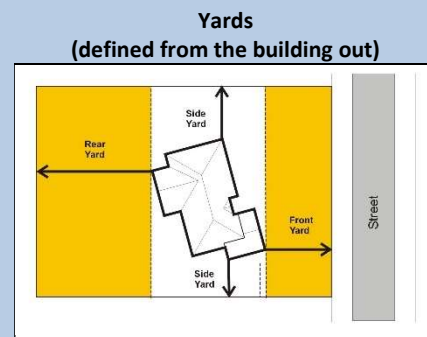 Yards
(defined from the building out)
Side
Yard
Rear
Yard
Front
Yard
Street
Side
Yard